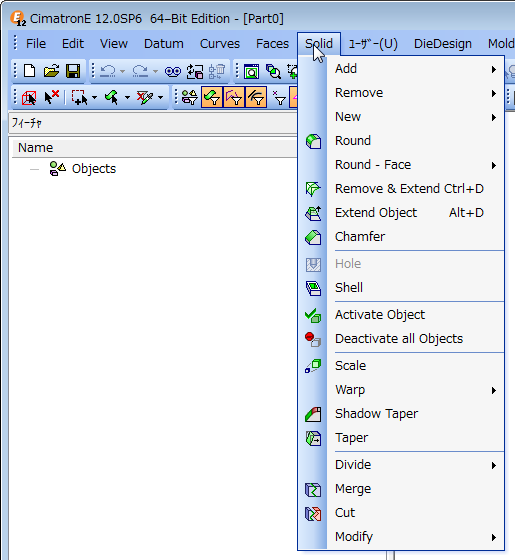 CimatronE 12.0SP6 64-Bit Edition - [Part0]
File Edit View Datum Curves Faces Solid ﾕｰｻﾞｰ(U) DieDesign Mold
ﾌｨｰﾁｬ
Name
Objects
Add
Remove
New
Round
Round - Face
Remove & Extend Ctrl+D
Extend Object Alt+D
Chamfer
Hole
Shell
Activate Object
Deactivate all Objects
Scale
Warp
Shadow Taper
Taper
Divide
Merge
Cut
Modify